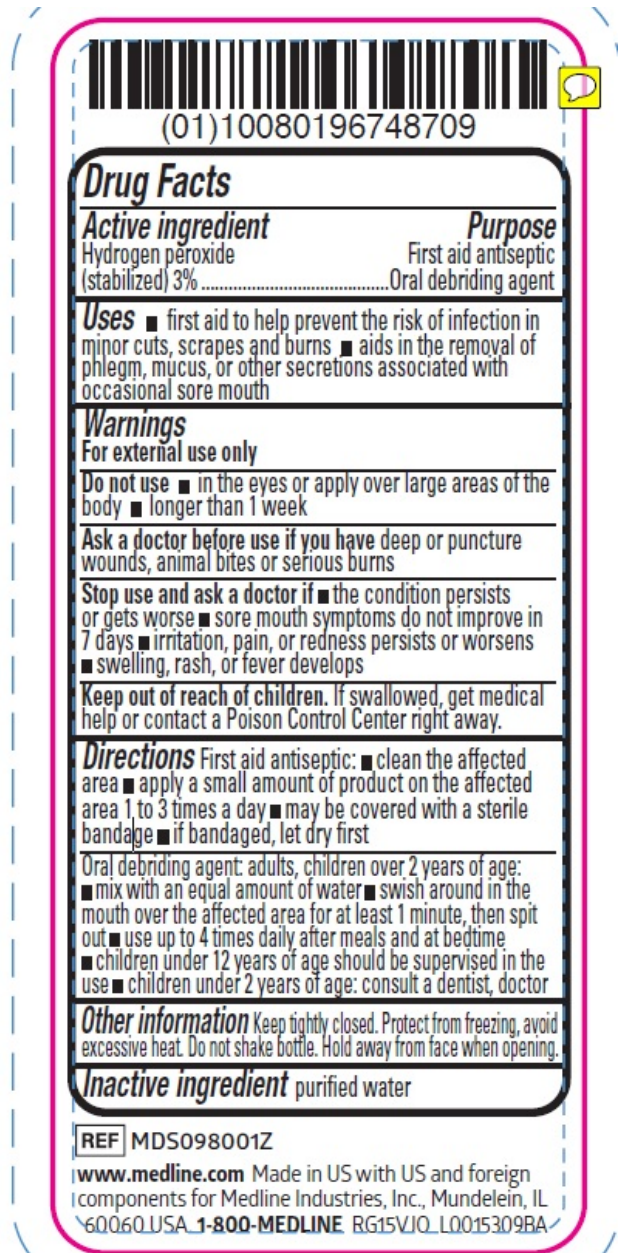 (01)10080196748709
Drug Facts
Active ingredient Purpose
Hydrogen peroxide First aid antiseptic
(stabilized) 3% ..........................................Oral debriding agent
Uses ■ first aid to help prevent the risk of infection in
minor cuts, scrapes and burns ■ aids in the removal of
phlegm, mucus, or other secretions associated with
occasional sore mouth
Warnings
For external use only
Do not use ■ in the eyes or apply over large areas of the
body ■ longer than 1 week
Ask a doctor before use if you have deep or puncture
wounds, animal bites or serious burns
Stop use and ask a doctor if ■ the condition persists
or gets worse ■ sore mouth symptoms do not improve in
7 days ■ irritation, pain, or redness persists or worsens
■ swelling, rash, or fever develops
Keep out of reach of children. If swallowed, get medical
help or contact a Poison Control Center right away.
Directions First aid antiseptic: ■ clean the affected
area ■ apply a small amount of product on the affected
area 1 to 3 times a day ■ may be covered with a sterile
bandage ■ if bandaged, let dry first
Oral debriding agent: adults, children over 2 years of age:
■ mix with an equal amount of water ■ swish around in the
mouth over the affected area for at least 1 minute, then spit
out ■ use up to 4 times daily after meals and at bedtime
■ children under 12 years of age should be supervised in the
use ■ children under 2 years of age: consult a dentist, doctor
Other information Keep tightly closed. Protect from freezing, avoid
excessive heat. Do not shake bottle. Hold away from face when opening.
Inactive ingredient purified water
REF MDS098001Z
www.medline.com Made in US with US and foreign
components for Medline Industries, Inc., Mundelein, IL
60060 USA 1-800-MEDLINE RG15VJO L0015309BA